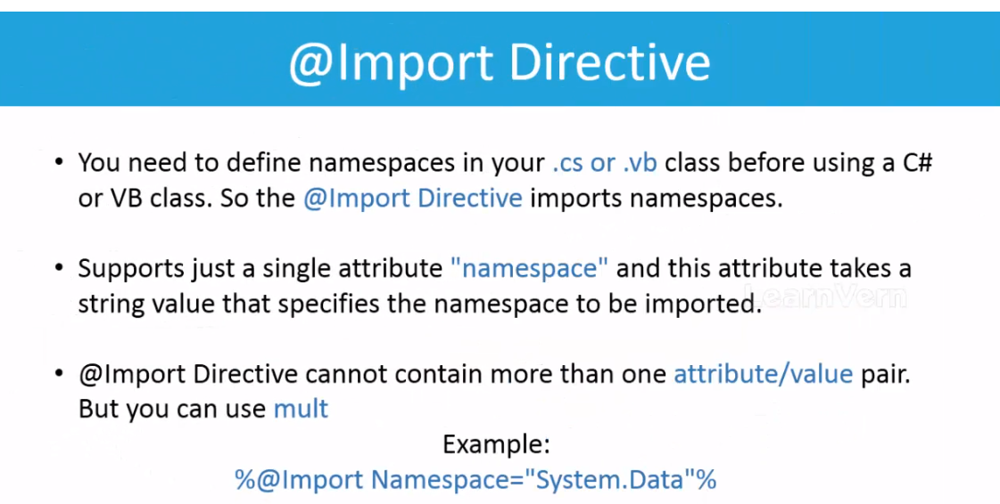 @Import Directive
• You need to define namespaces in your .cs or .vb class before using a C#
or VB class. So the @Import Directive imports namespaces.
• Supports just a single attribute "namespace" and this attribute takes a
string value that specifies the namespace to be imported.
LearnVern
• @Import Directive cannot contain more than one attribute/value pair.
But you can use mult
Example:
%@Import Namespace="System.Data"%